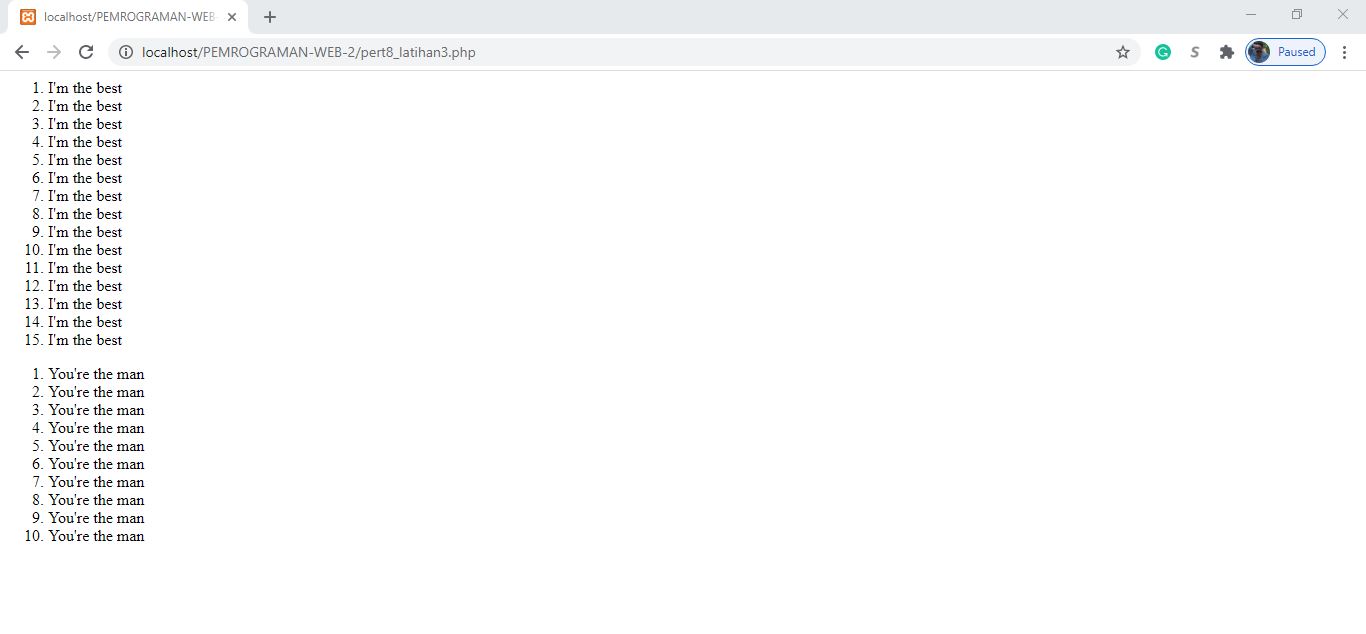 localhost/PEMROGRAMAN-WEB-
localhost/PEMROGRAMAN-WEB-2/pert8_latihan3.php
Paused
1. I'm the best
2. I'm the best
3. I'm the best
4. I'm the best
5. I'm the best
6. I'm the best
7. I'm the best
8. I'm the best
9. I'm the best
10. I'm the best
11. I'm the best
12. I'm the best
13. I'm the best
14. I'm the best
15. I'm the best
1. You're the man
2. You're the man
3. You're the man
4. You're the man
5. You're the man
6. You're the man
7. You're the man
8. You're the man
9. You're the man
10. You're the man